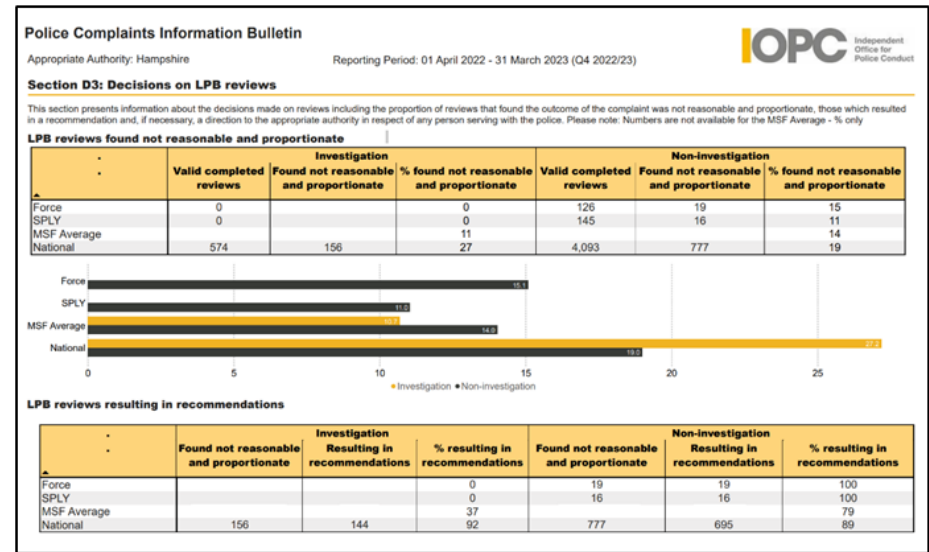 Police Complaints Information Bulletin
IOPC Independent Office for Police Conduct
Appropriate Authority: Hampshire Reporting Period: 01 April 2022 - 31 March 2023 (Q4 2022/23)
Section D3: Decisions on LPB reviews
This section presents information about the decisions made on reviews including the proportion of reviews that found the outcome of the complaint was not reasonable and proportionate, those which resulted
in a recommendation and, if necessary, a direction to the appropriate authority in respect of any person serving with the police. Please note: Numbers are not available for the MSF Average - % only
LPB reviews found not reasonable and proportionate
Investigation Non-investigation
Valid completed reviews Found not reasonable and proportionate % found not reasonable and proportionate Valid completed reviews Found not reasonable and proportionate % found not reasonable and proportionate
Force 0 0 126 19 15
SPLY 0 0 145 16 11
MSF Average 11 14
National 574 156 27 4,093 777 19
Force 15.1
SPLY 11.0
MSF Average 10.7 14.0
National 27.2 19.0
0 5 10 15 20 25
Investigation Non-investigation
LPB reviews resulting in recommendations
Investigation Non-investigation
Found not reasonable and proportionate Resulting in recommendations % resulting in recommendations Found not reasonable and proportionate Resulting in recommendations % resulting in recommendations
Force 0 19 19 100
SPLY 0 16 16 100
MSF Average 37 79
National 156 144 92 777 695 89